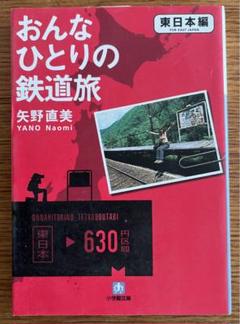 おんな
ひとりの
鉄道旅
東日本編
FOR EAST JAPAN
矢野直美
YANO Naomi
ONNAHITORINO TETSUDOUTABI
東日本
630
円区間
小学館文庫